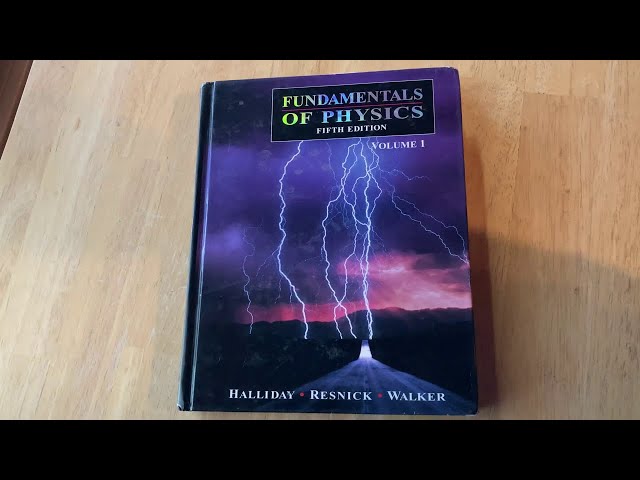 FUNDAMENTALS
OF PHYSICS
FIFTH EDITION
VOLUME 1
HALLIDAY • RESNICK • WALKER